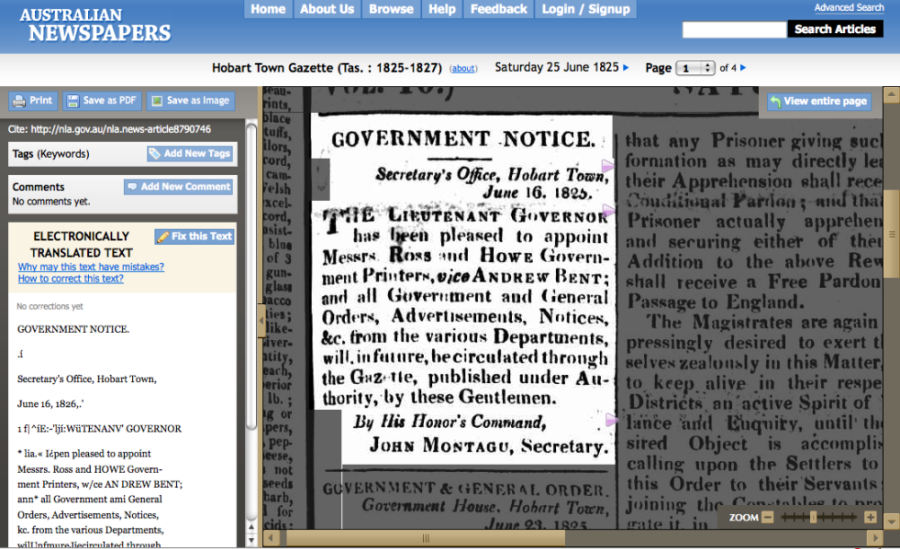 AUSTRALIAN
NEWSPAPERS
Home About Us Browse Help Feedback Login / Signup
Advanced Search
Search Articles
Hobart Town Gazette (Tas. : 1825-1827) (about) Saturday 25 June 1825 Page 1 of 4
Print Save as PDF Save as Image
Cite: http://nla.gov.au/nla.news-article8790746
Tags (Keywords) Add New Tags
Comments Add New Comment
No comments yet.
ELECTRONICALLY
TRANSLATED TEXT
Fix this Text
Why may this text have mistakes?
How to correct this text?
No corrections yet
GOVERNMENT NOTICE.
.í
Secretary's Office, Hobart Town,
June 16, 1826,.'
1 f|^iE:-'lji:WüTENANV' GOVERNOR
* lia.« Iépen pleased to appoint
Messrs. Ross and HOWE Govern-
ment Printers, w/ce AN DREW BENT;
ann* all Government ami General
Orders, Advertisements, Notices,
kc. from the various Departments,
View entire page
GOVERNMENT NOTICE.
Secretary's Office, Hobart Town,
June 16, 1825.
THE LIEUTENANT GOVERNOR
has been pleased to appoint
Messrs. ROSS and HOWE Govern-
ment Printers, vice ANDREW BENT;
and all Government and General
Orders, Advertisements, Notices,
&c. from the various Departments,
will, in future, be circulated through
the Gazette, published under Au-
thority, by these Gentlemen.
By His Honor's Command,
JOHN MONTAGU, Secretary.
GOVERNMENT & GENERAL ORDER.
Government House, Hobart Town,
June 23, 1825.
that any Prisoner giving such
formation as may directly lea
their Apprehension shall rece
Conditional Pardon; and that
Prisoner actually apprehen
and securing either of the
Addition to the above Rew
shall receive a Free Pardon
Passage to England.
The Magistrates are again
pressingly desired to exert t
selves zealously in this Matter,
to keep alive in their respe
Districts an active Spirit of
lance and Enquiry, until the
sired Object is accomplis
calling upon the Settlers to
this Order to their Servants
joining the Constables to pro
gate it in
ZOOM